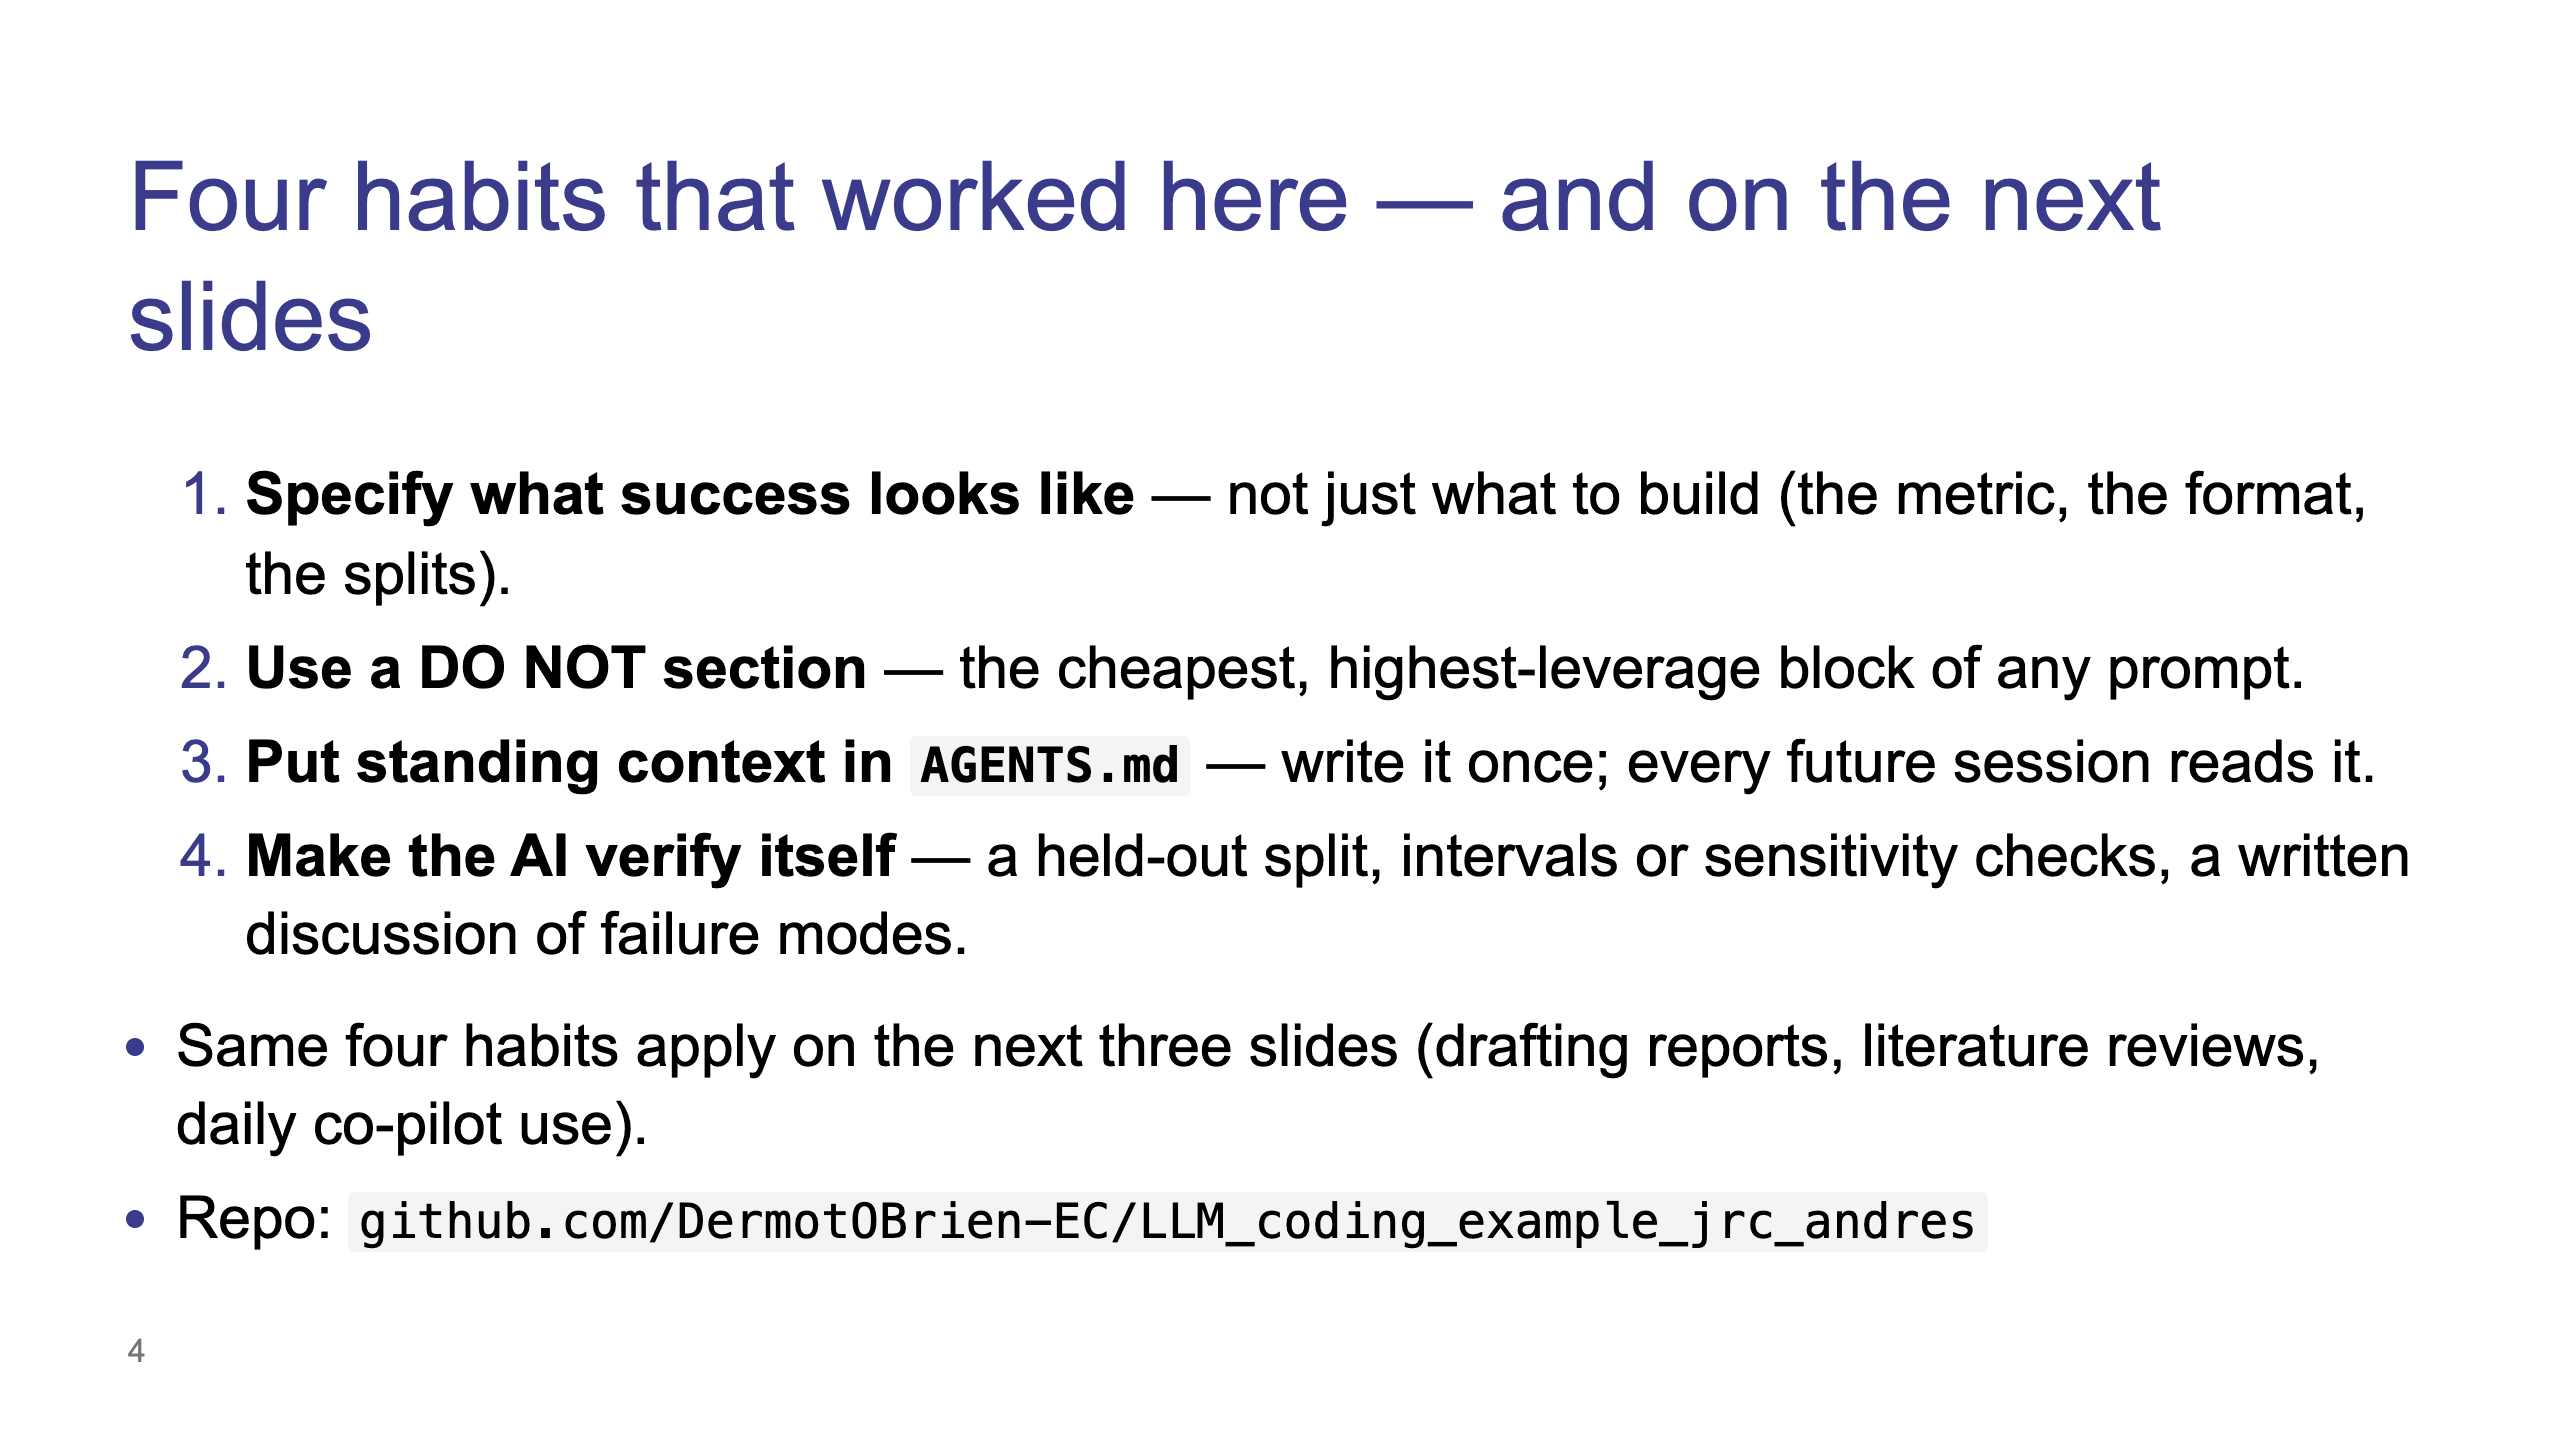 Four habits that worked here — and on the next
slides
1. Specify what success looks like — not just what to build (the metric, the format,
the splits).
2. Use a DO NOT section — the cheapest, highest-leverage block of any prompt.
3. Put standing context in AGENTS.md — write it once; every future session reads it.
4. Make the AI verify itself — a held-out split, intervals or sensitivity checks, a written
discussion of failure modes.
• Same four habits apply on the next three slides (drafting reports, literature reviews,
daily co-pilot use).
• Repo: github.com/DermotOBrien-EC/LLM_coding_example_jrc_andres
4